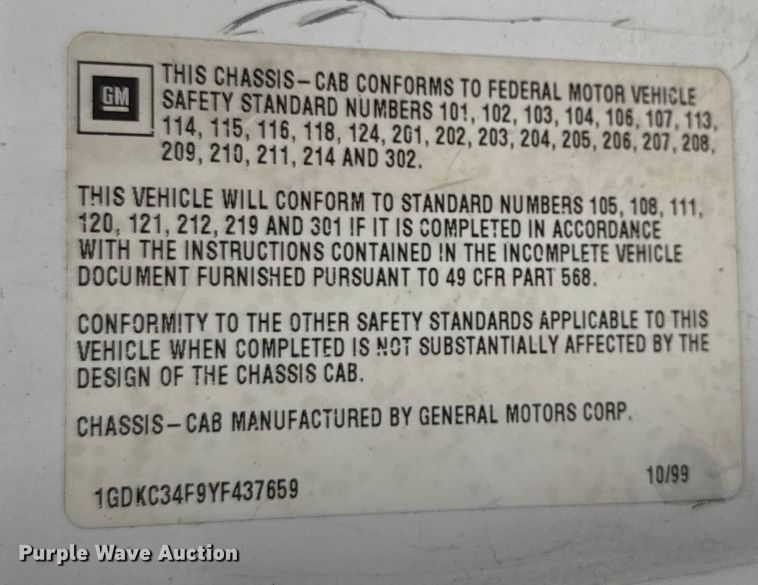 GM
THIS CHASSIS-CAB CONFORMS TO FEDERAL MOTOR VEHICLE
SAFETY STANDARD NUMBERS 101, 102, 103, 104, 106, 107, 113,
114, 115, 116, 118, 124, 201, 202, 203, 204, 205, 206, 207, 208,
209, 210, 211, 214 AND 302.
THIS VEHICLE WILL CONFORM TO STANDARD NUMBERS 105, 108, 111,
120, 121, 212, 219 AND 301 IF IT IS COMPLETED IN ACCORDANCE
WITH THE INSTRUCTIONS CONTAINED IN THE INCOMPLETE VEHICLE
DOCUMENT FURNISHED PURSUANT TO 49 CFR PART 568.
CONFORMITY TO THE OTHER SAFETY STANDARDS APPLICABLE TO THIS
VEHICLE WHEN COMPLETED IS NOT SUBSTANTIALLY AFFECTED BY THE
DESIGN OF THE CHASSIS CAB.
CHASSIS-CAB MANUFACTURED BY GENERAL MOTORS CORP.
1GDKC34F9YF437659
10/99
Purple Wave Auction